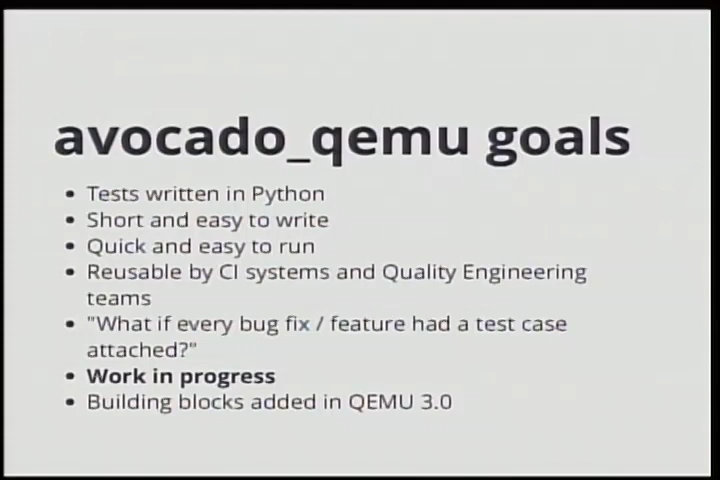 avocado_qemu goals
• Tests written in Python
• Short and easy to write
• Quick and easy to run
• Reusable by CI systems and Quality Engineering
teams
• "What if every bug fix / feature had a test case
attached?"
• Work in progress
• Building blocks added in QEMU 3.0